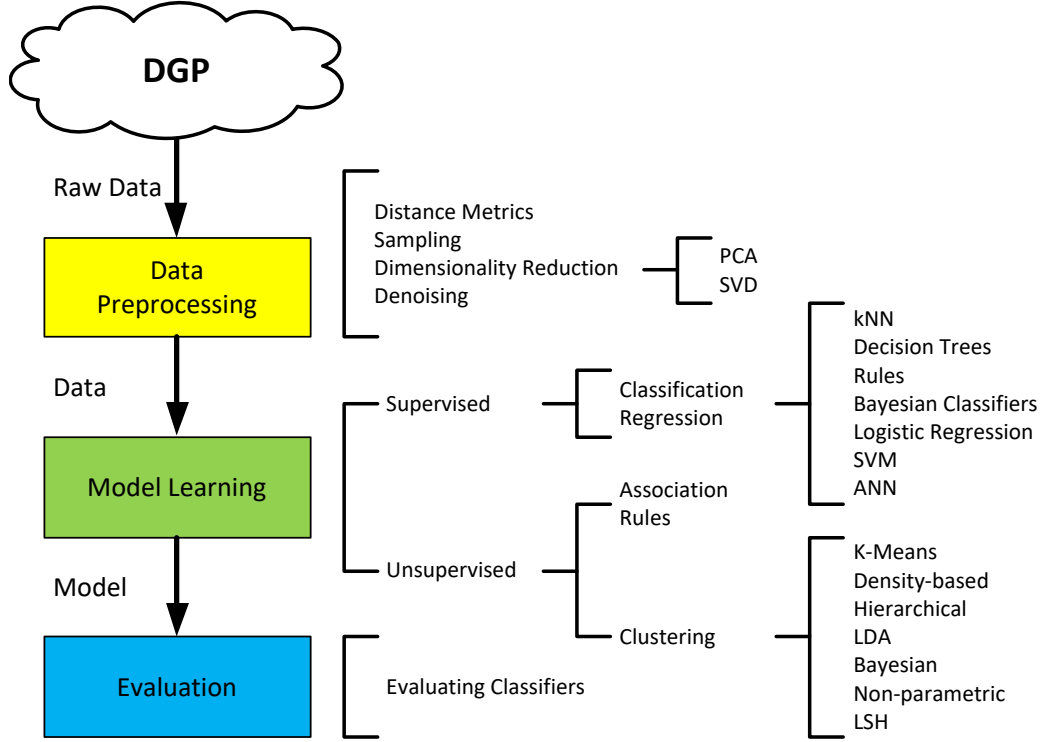 DGP
Raw Data
Data
Preprocessing
Distance Metrics
Sampling
Dimensionality Reduction
Denoising
PCA
SVD
Data
Model Learning
Supervised
Classification
Regression
kNN
Decision Trees
Rules
Bayesian Classifiers
Logistic Regression
SVM
ANN
Unsupervised
Association
Rules
Clustering
K-Means
Density-based
Hierarchical
LDA
Bayesian
Non-parametric
LSH
Model
Evaluation
Evaluating Classifiers